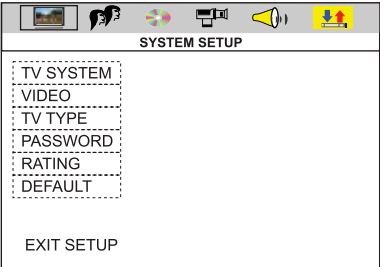 SYSTEM SETUP
TV SYSTEM
VIDEO
TV TYPE
PASSWORD
RATING
DEFAULT
EXIT SETUP